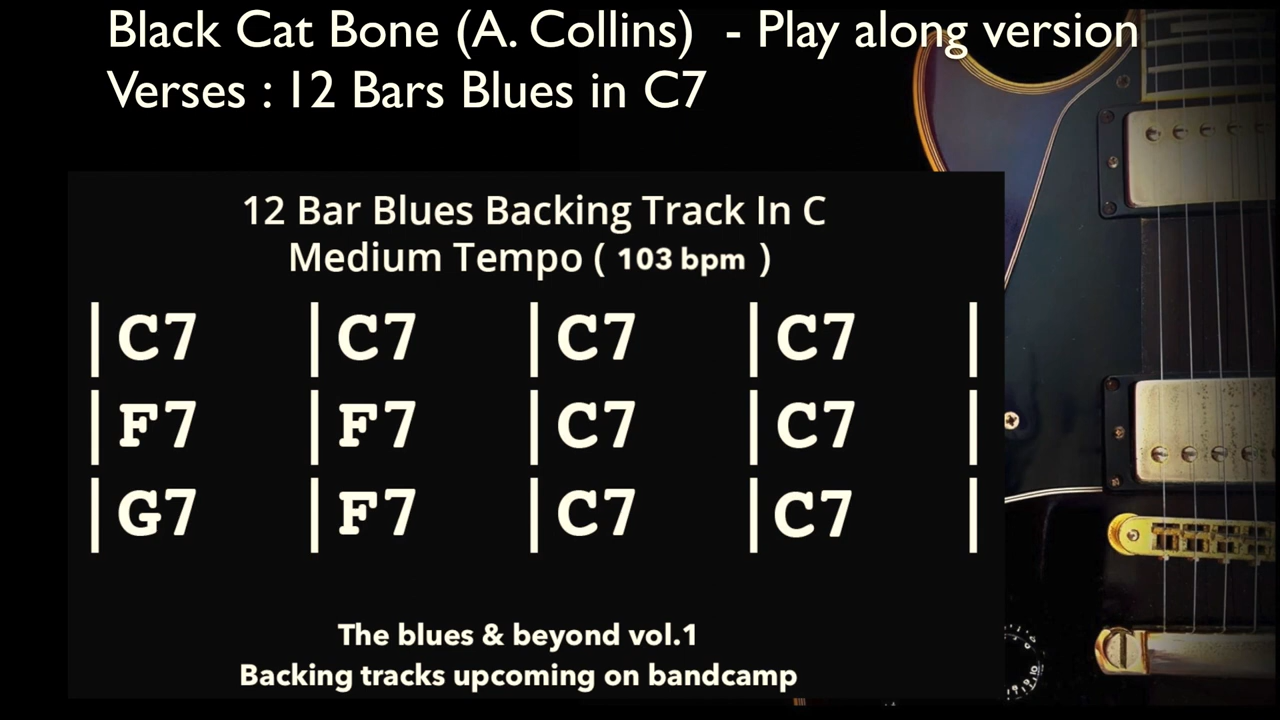 Black Cat Bone (A. Collins)  - Play along version
Verses : 12 Bars Blues in C7
12 Bar Blues Backing Track In C
Medium Tempo ( 103 bpm )
| C7 | C7 | C7 | C7 |
| F7 | F7 | C7 | C7 |
| G7 | F7 | C7 | C7 |
The blues & beyond vol.1
Backing tracks upcoming on bandcamp